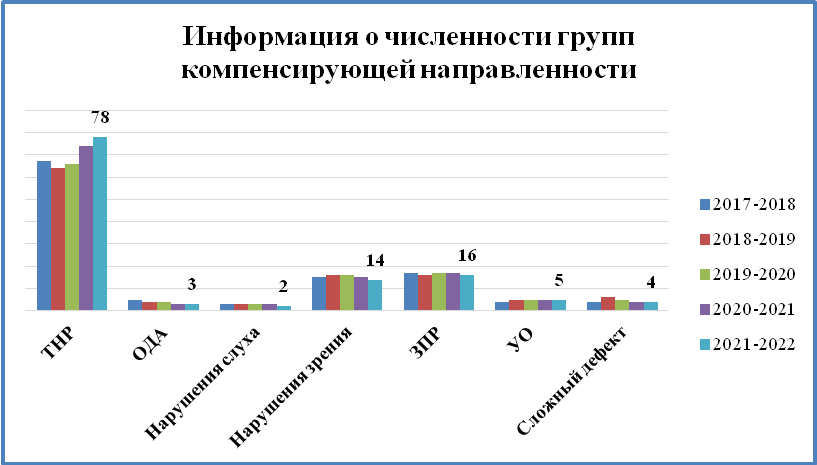 Информация о численности групп
компенсирующей направленности
78
3
2
14
16
5
4
ТНР
ОДА
Нарушения слуха
Нарушения зрения
ЗПР
УО
Сложный дефект
2017-2018
2018-2019
2019-2020
2020-2021
2021-2022